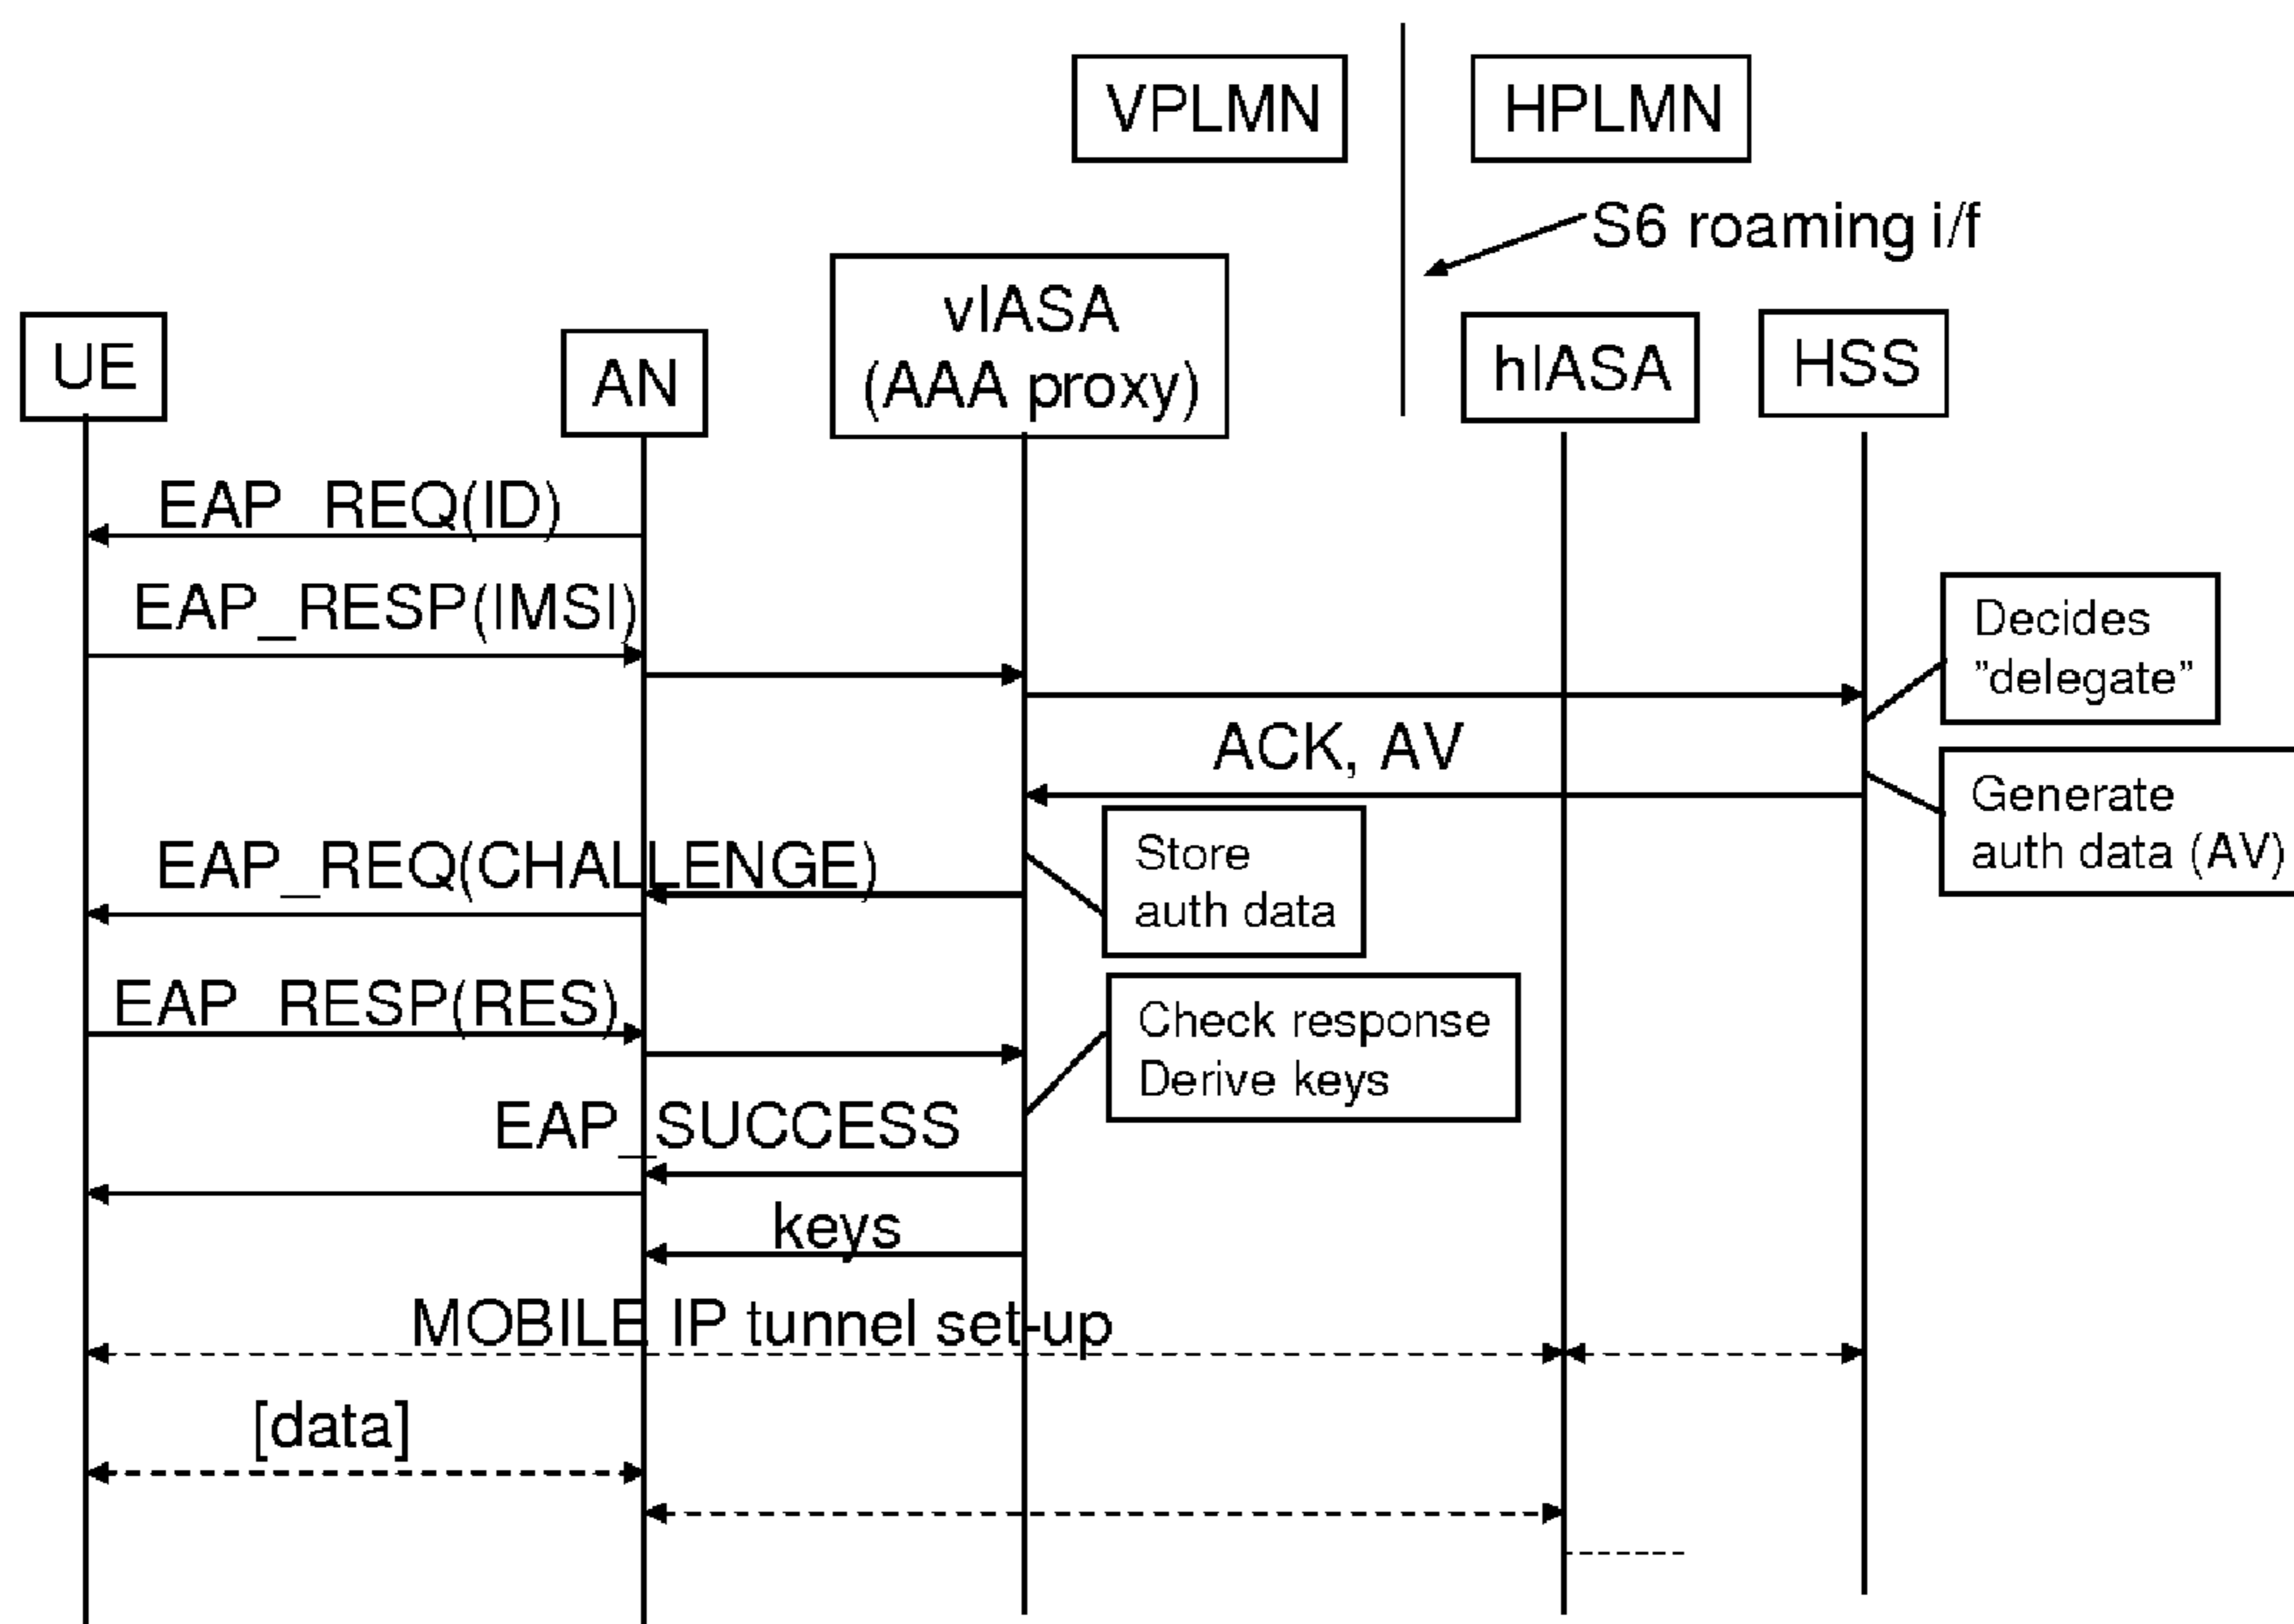 VPLMN
HPLMN
S6 roaming i/f
vIASA
(AAA proxy)
UE
AN
hIASA
HSS
EAP_REQ(ID)
EAP_RESP(IMSI)
Decides
"delegate"
ACK, AV
Generate
auth data (AV)
EAP_REQ(CHALLENGE)
Store
auth data
EAP_RESP(RES)
Check response
Derive keys
EAP_SUCCESS
keys
MOBILE IP tunnel set-up
[data]